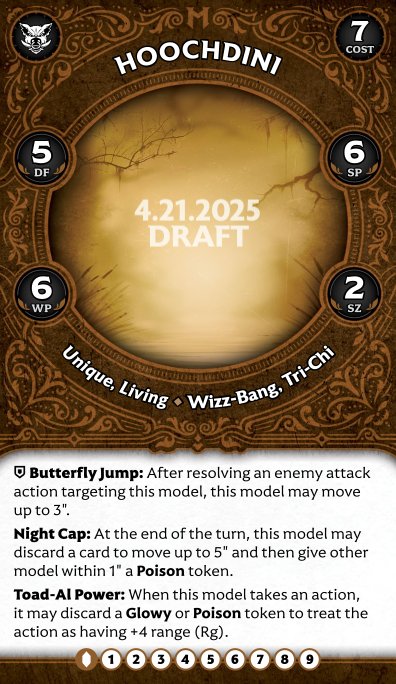 M
7
COST
HOOCHDINI
5
DF
6
SP
4.21.2025
DRAFT
6
WP
2
SZ
Unique, Living ◆ Wizz-Bang, Tri-Chi
Butterfly Jump: After resolving an enemy attack
action targeting this model, this model may move
up to 3".
Night Cap: At the end of the turn, this model may
discard a card to move up to 5" and then give other
model within 1" a Poison token.
Toad-Al Power: When this model takes an action,
it may discard a Glowy or Poison token to treat the
action as having +4 range (Rg).
1 2 3 4 5 6 7 8 9